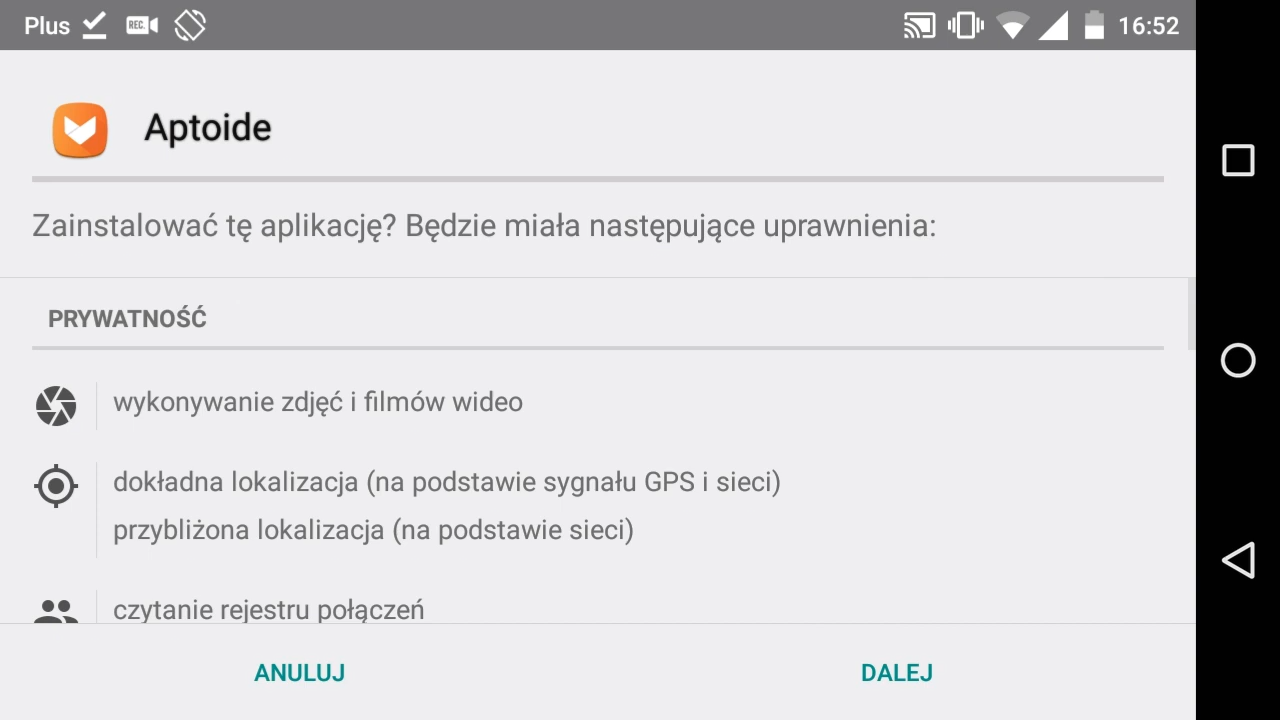 Plus REC. 16:52
Aptoide
Zainstalować tę aplikację? Będzie miała następujące uprawnienia:
PRYWATNOŚĆ
wykonywanie zdjęć i filmów wideo
dokładna lokalizacja (na podstawie sygnału GPS i sieci)
przybliżona lokalizacja (na podstawie sieci)
czytanie rejestru połączeń
ANULUJ DALEJ